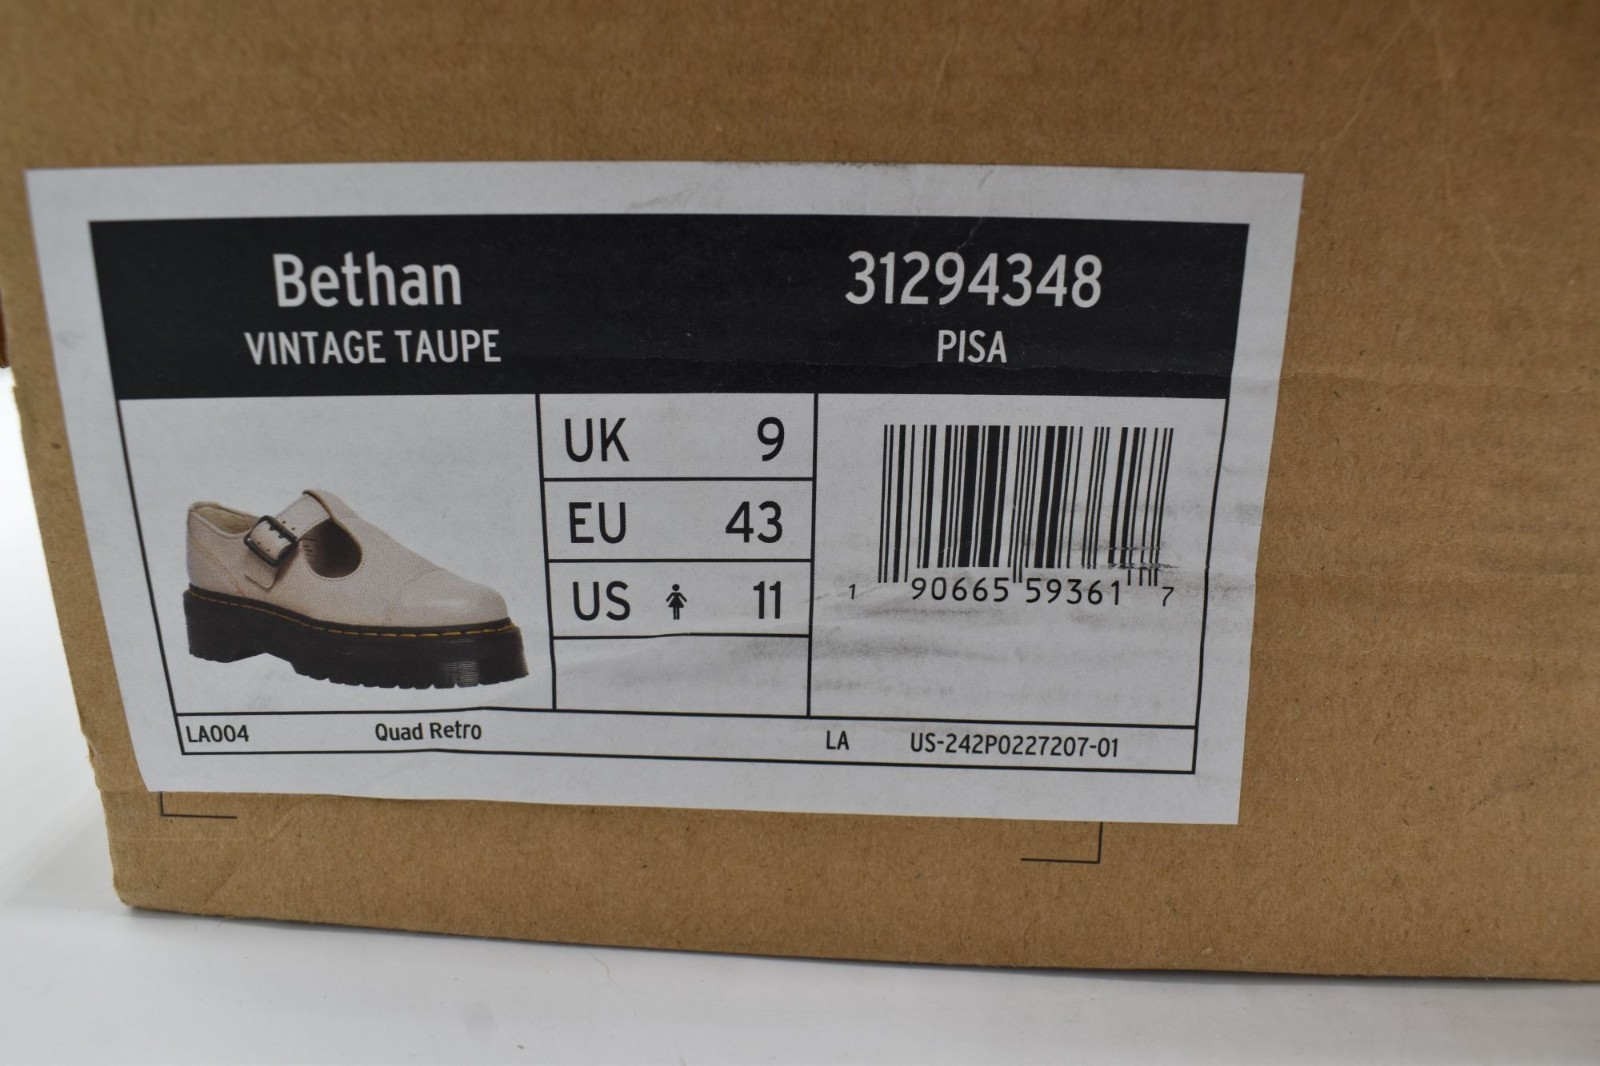 Bethan
VINTAGE TAUPE
31294348
PISA
UK 9
EU 43
US 11
1 90665 59361 7
LA004 Quad Retro LA US-242P0227207-01